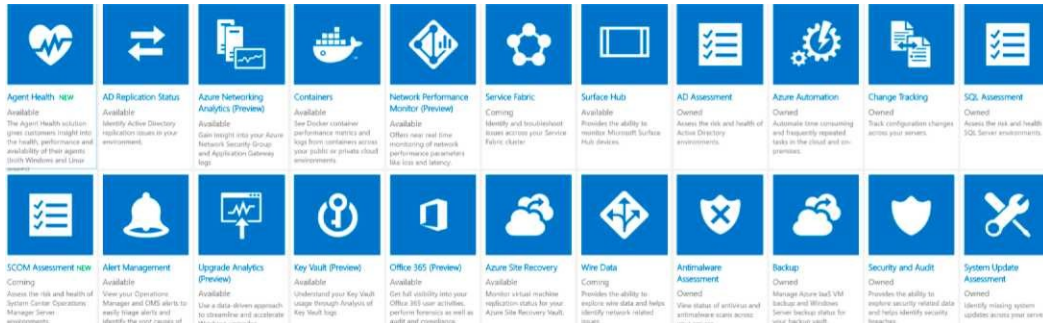 Agent Health NEW
Available
The Agent Health solution
gives customers insight into
the health, performance and
availability of their agents
(both Windows and Linux
AD Replication Status
Available
Identify Active Directory
replication issues in your
environment.
Azure Networking
Analytics (Preview)
Available
Gain insight into your Azure
Network Security Group
and Application Gateway
logs
Containers
Available
See Docker container
performance metrics and
logs from containers across
your public or private cloud
environments.
Network Performance
Monitor (Preview)
Available
Offers near real time
monitoring of network
performance parameters
like loss and latency.
Service Fabric
Coming
Identify and troubleshoot
issues across your Service
Fabric cluster
Surface Hub
Available
Provides the ability to
monitor Microsoft Surface
Hub devices.
AD Assessment
Owned
Assess the risk and health of
Active Directory
environments.
Azure Automation
Owned
Automate time consuming
and frequently repeated
tasks in the cloud and on-
premises.
Change Tracking
Owned
Track configuration changes
across your servers.
SQL Assessment
Owned
Assess the risk and health
SQL Server environments.
SCOM Assessment NEW
Coming
Assess the risk and health of
System Center Operations
Manager Server
environments.
Alert Management
Available
View your Operations
Manager and OMS alerts to
easily triage alerts and
identify the root causes of
Upgrade Analytics
(Preview)
Available
Use a data-driven approach
to streamline and accelerate
Key Vault (Preview)
Available
Understand your Key Vault
usage through Analysis of
Key Vault logs
Office 365 (Preview)
Available
Get full visibility into your
Office 365 user activities,
perform forensics as well as
audit and compliance
Azure Site Recovery
Available
Monitor virtual machine
replication status for your
Azure Site Recovery Vault.
Wire Data
Coming
Provides the ability to
explore wire data and helps
identify network related
issues.
Antimalware
Assessment
Owned
View status of antivirus and
antimalware scans across
Backup
Owned
Manage Azure IaaS VM
backup and Windows
Server backup status for
your backup vault.
Security and Audit
Owned
Provides the ability to
explore security related data
and helps identify security
breaches.
System Update
Assessment
Owned
Identify missing system
updates across your serve